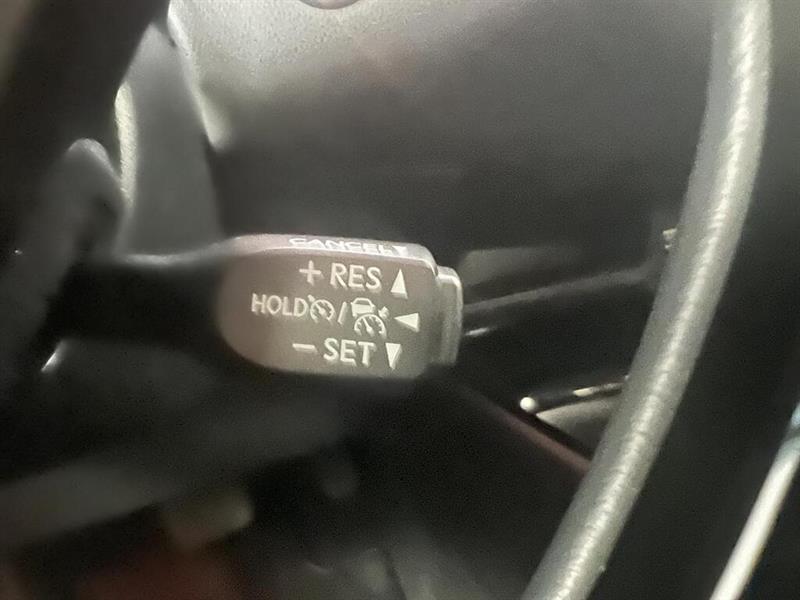 CANCEL
+ RES
HOLD /
– SET